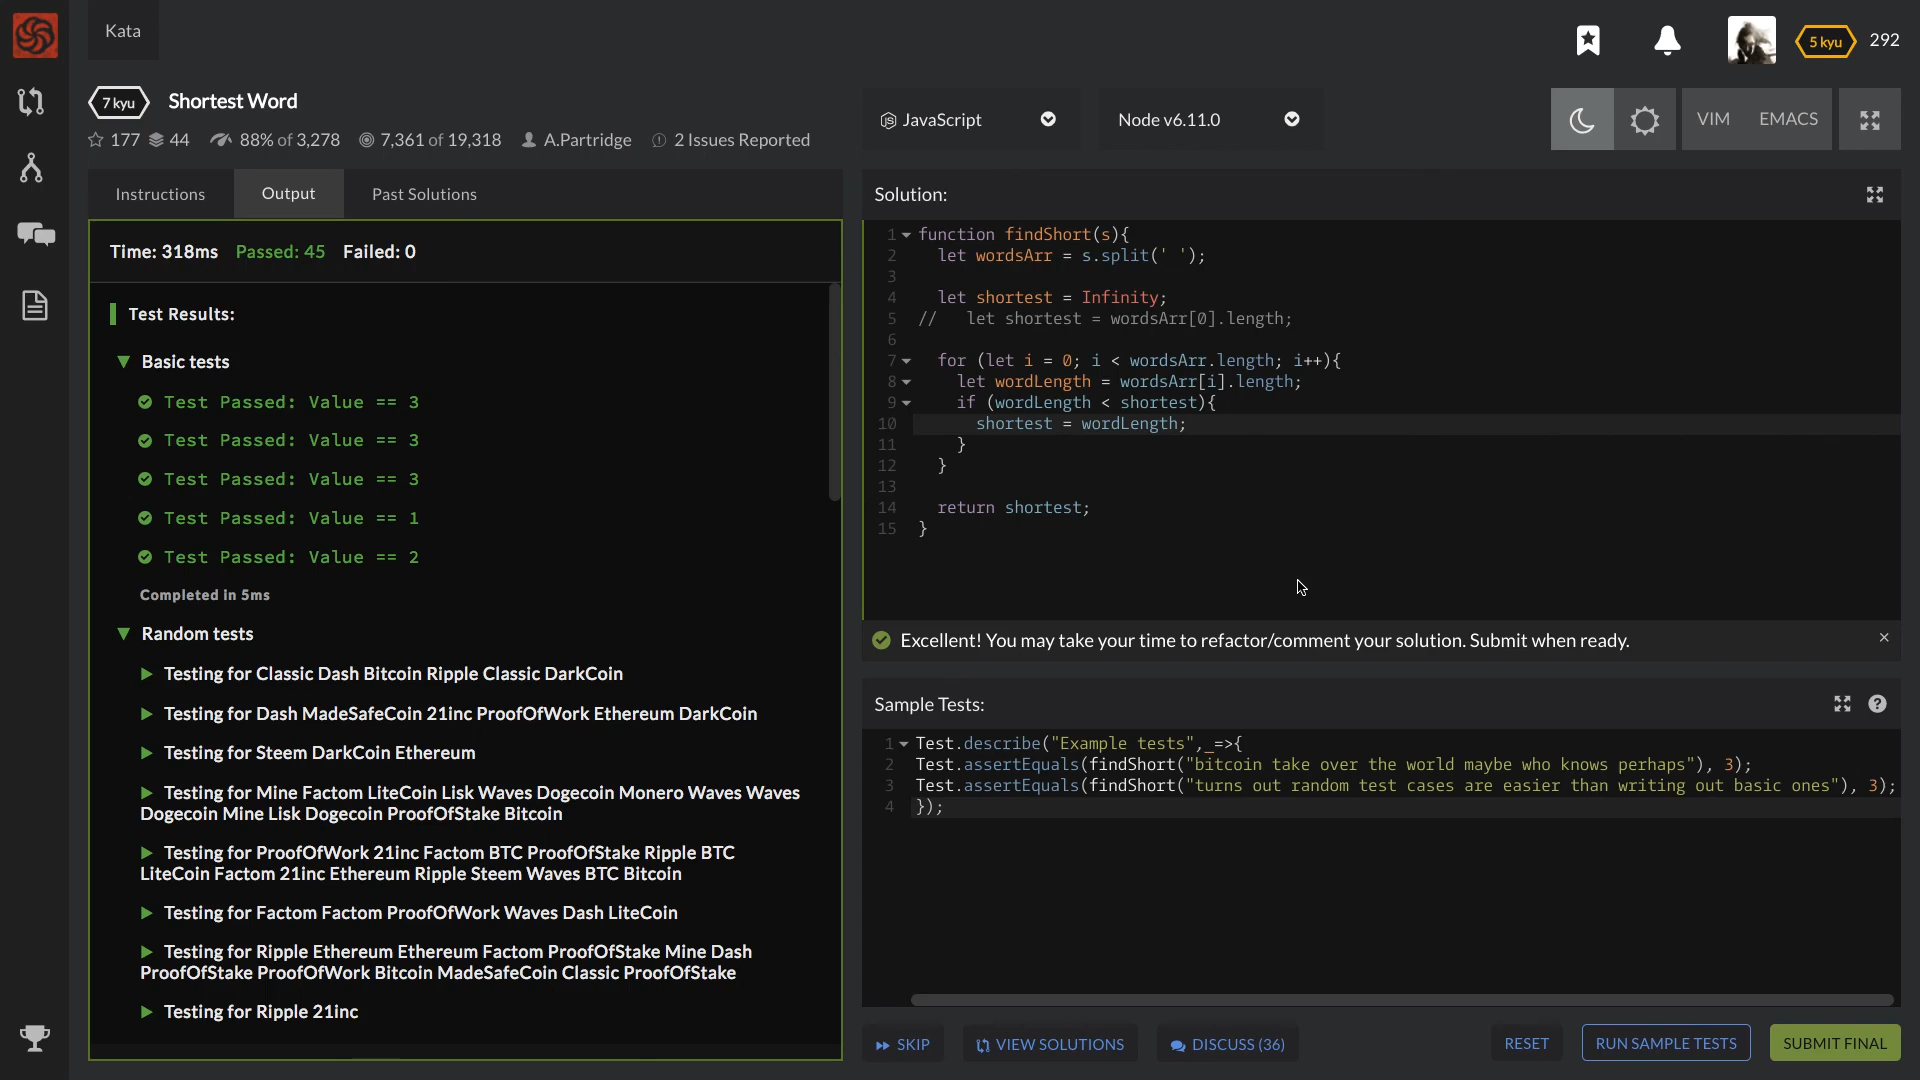 Kata
5 kyu 292
7 kyu Shortest Word
177 44 88% of 3,278 7,361 of 19,318 A.Partridge 2 Issues Reported
JavaScript
Node v6.11.0
VIM EMACS
Instructions Output Past Solutions
Time: 318ms Passed: 45 Failed: 0
Test Results:
Basic tests
Test Passed: Value == 3
Test Passed: Value == 3
Test Passed: Value == 3
Test Passed: Value == 1
Test Passed: Value == 2
Completed in 5ms
Random tests
Testing for Classic Dash Bitcoin Ripple Classic DarkCoin
Testing for Dash MadeSafeCoin 21inc ProofOfWork Ethereum DarkCoin
Testing for Steem DarkCoin Ethereum
Testing for Mine Factom LiteCoin Lisk Waves Dogecoin Monero Waves Waves
Dogecoin Mine Lisk Dogecoin ProofOfStake Bitcoin
Testing for ProofOfWork 21inc Factom BTC ProofOfStake Ripple BTC
LiteCoin Factom 21inc Ethereum Ripple Steem Waves BTC Bitcoin
Testing for Factom Factom ProofOfWork Waves Dash LiteCoin
Testing for Ripple Ethereum Ethereum Factom ProofOfStake Mine Dash
ProofOfStake ProofOfWork Bitcoin MadeSafeCoin Classic ProofOfStake
Testing for Ripple 21inc
Solution:
1 function findShort(s){
2 let wordsArr = s.split(' ');
3
4 let shortest = Infinity;
5 // let shortest = wordsArr[0].length;
6
7 for (let i = 0; i < wordsArr.length; i++){
8 let wordLength = wordsArr[i].length;
9 if (wordLength < shortest){
10 shortest = wordLength;
11 }
12 }
13
14 return shortest;
15 }
Excellent! You may take your time to refactor/comment your solution. Submit when ready.
Sample Tests:
1 Test.describe("Example tests",_=>{
2 Test.assertEquals(findShort("bitcoin take over the world maybe who knows perhaps"), 3);
3 Test.assertEquals(findShort("turns out random test cases are easier than writing out basic ones"), 3);
4 });
SKIP VIEW SOLUTIONS DISCUSS (36) RESET RUN SAMPLE TESTS SUBMIT FINAL